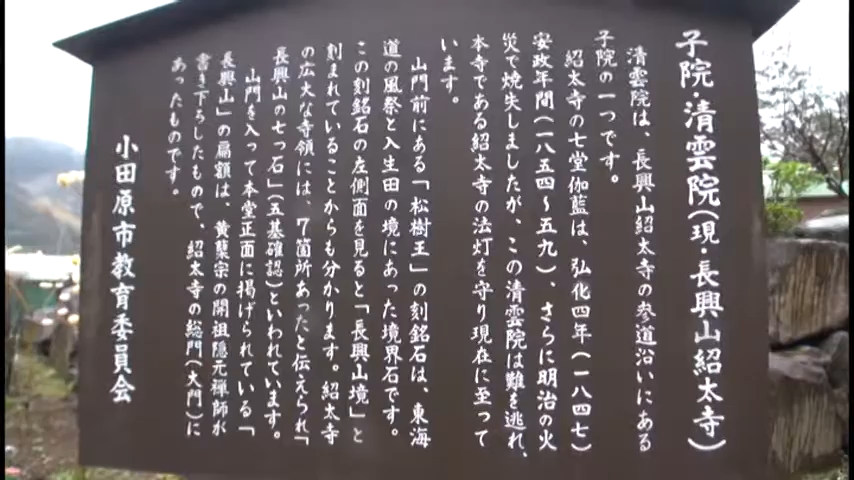 子院・清雲院(現・長興山紹太寺)
清雲院は、長興山紹太寺の参道沿いにある
子院の一つです。
紹太寺の七堂伽藍は、弘化四年(一八四七)
安政年間(一八五四~五九)、さらに明治の火
災で焼失しましたが、この清雲院は難を逃れ、
本寺である紹太寺の法灯を守り現在に至って
います。
山門前にある「松樹王」の刻銘石は、東海
道の風祭と入生田の境にあった境界石です。
この刻銘石の左側面を見ると「長興山境」と
刻まれていることからも分かります。紹太寺
の広大な寺領には、7箇所あったと伝えられ「
長興山の七つ石」(五基確認)といわれています。
山門を入って本堂正面に掲げられている「
長興山」の扁額は、黄檗宗の開祖隠元禅師が
書き下ろしたもので、紹太寺の総門(大門)に
あったものです。
小田原市教育委員会